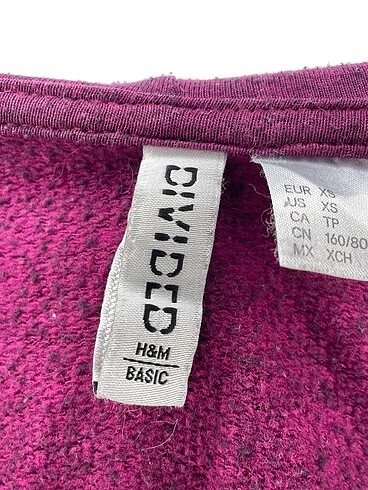 DIVIDED
H&M
BASIC
EUR XS
US XS
CA TP
CN 160/80
MX XCH